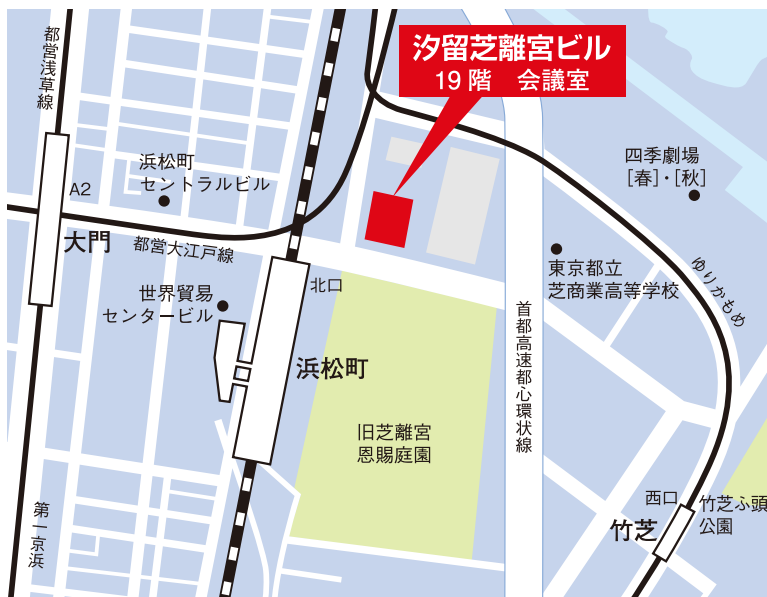 汐留芝離宮ビル
19階 会議室
都営浅草線
浜松町
セントラルビル
A2
大門
都営大江戸線
四季劇場
[春]・[秋]
東京都立
芝商業高等学校
ゆりかもめ
北口
世界貿易
センタービル
浜松町
首都高速都心環状線
旧芝離宮
恩賜庭園
第一京浜
西口
竹芝
竹芝ふ頭
公園